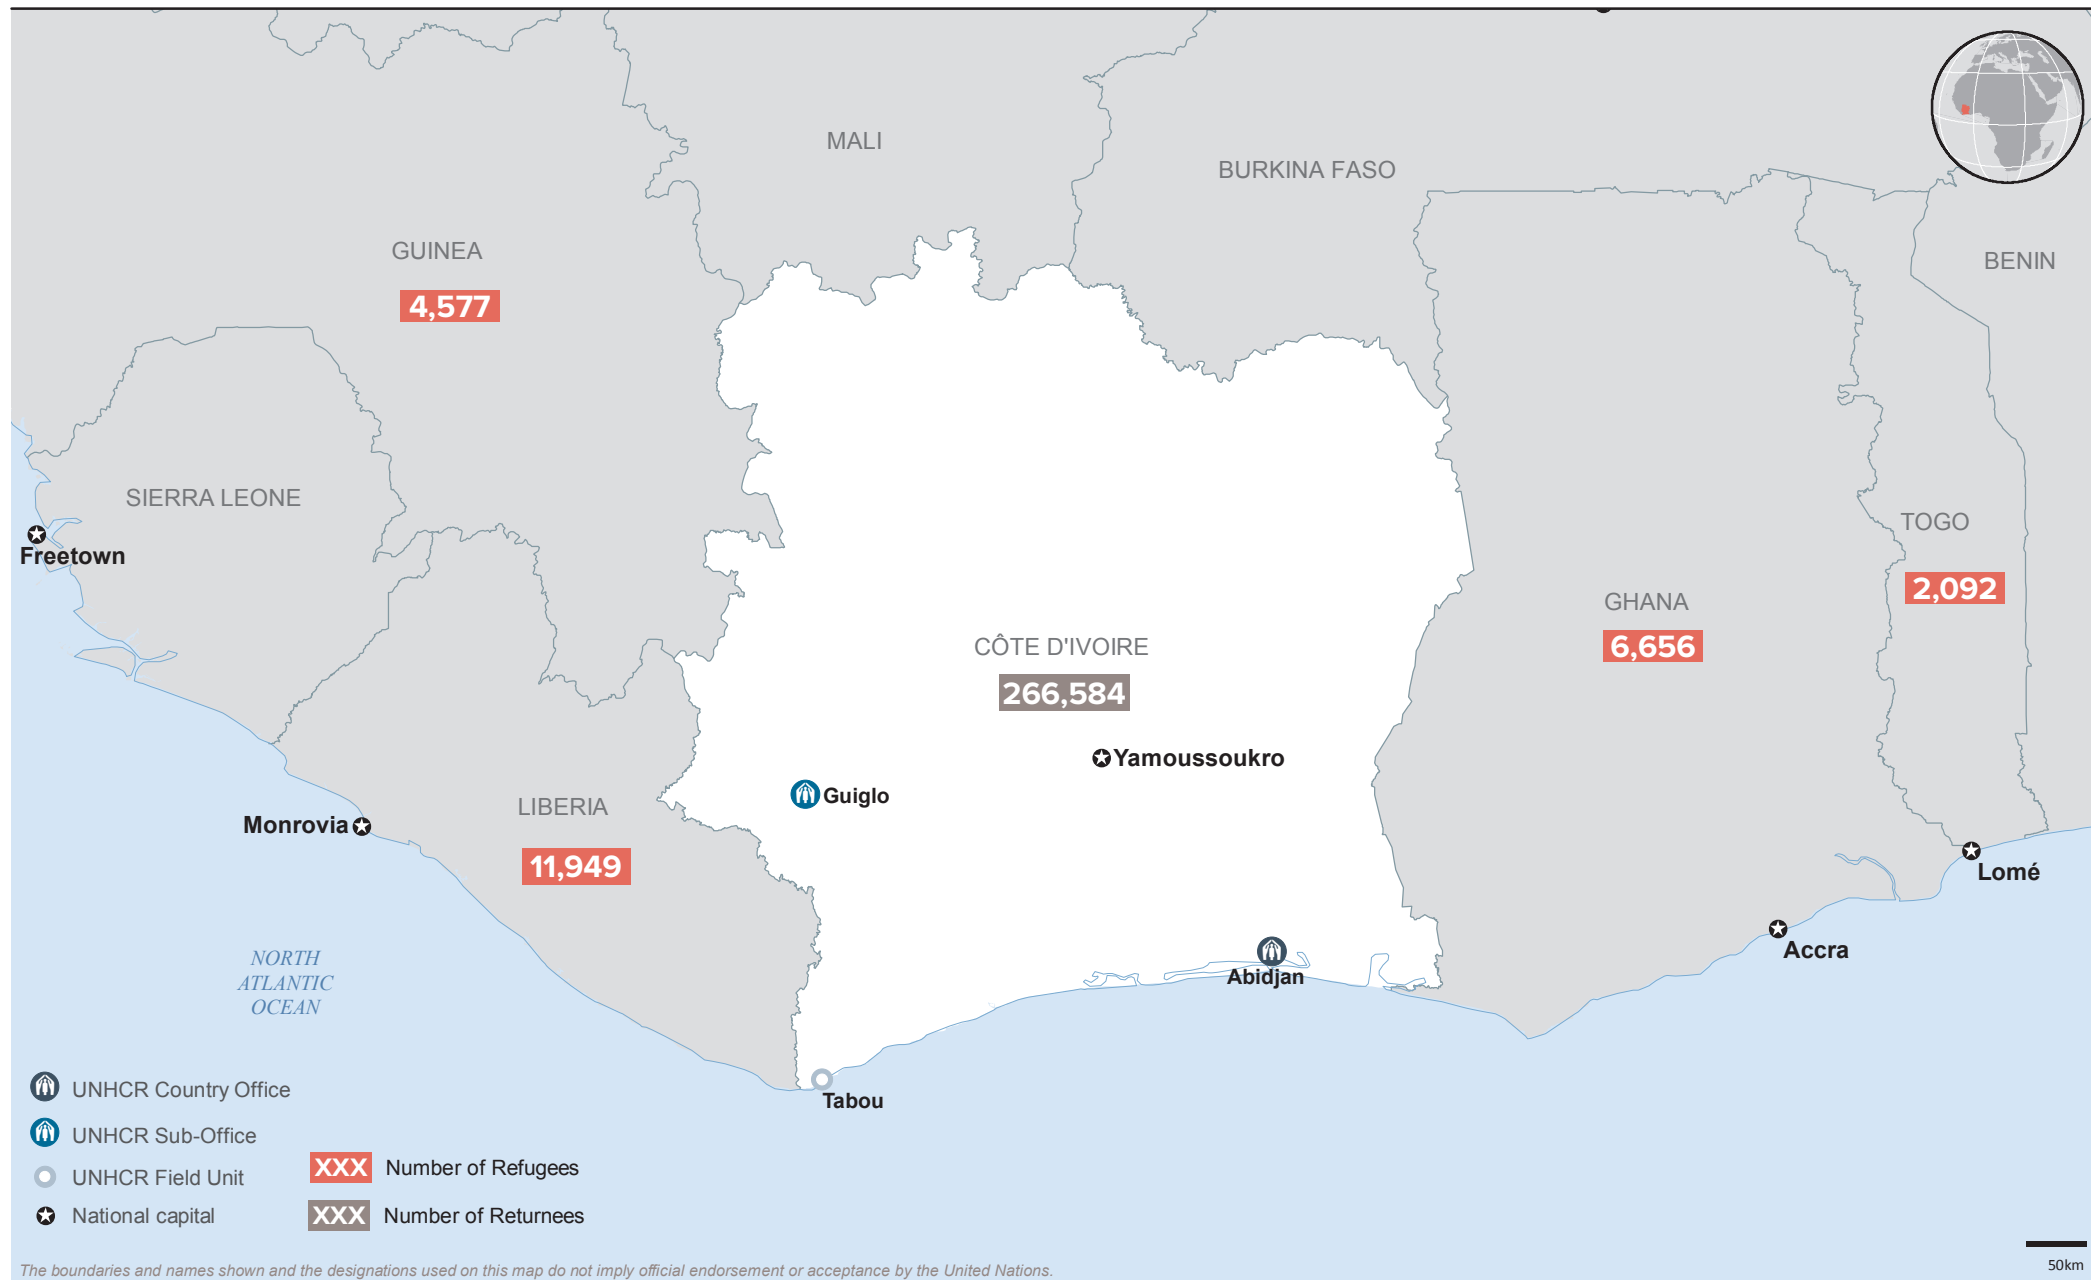 MALI
BURKINA FASO
GUINEA
4,577
BENIN
SIERRA LEONE
Freetown
TOGO
2,092
GHANA
6,656
CÔTE D'IVOIRE
266,584
Yamoussoukro
Guiglo
LIBERIA
11,949
Monrovia
Lomé
Accra
Abidjan
NORTH
ATLANTIC
OCEAN
Tabou
UNHCR Country Office
UNHCR Sub-Office
UNHCR Field Unit
National capital
XXX Number of Refugees
XXX Number of Returnees
50km
The boundaries and names shown and the designations used on this map do not imply official endorsement or acceptance by the United Nations.